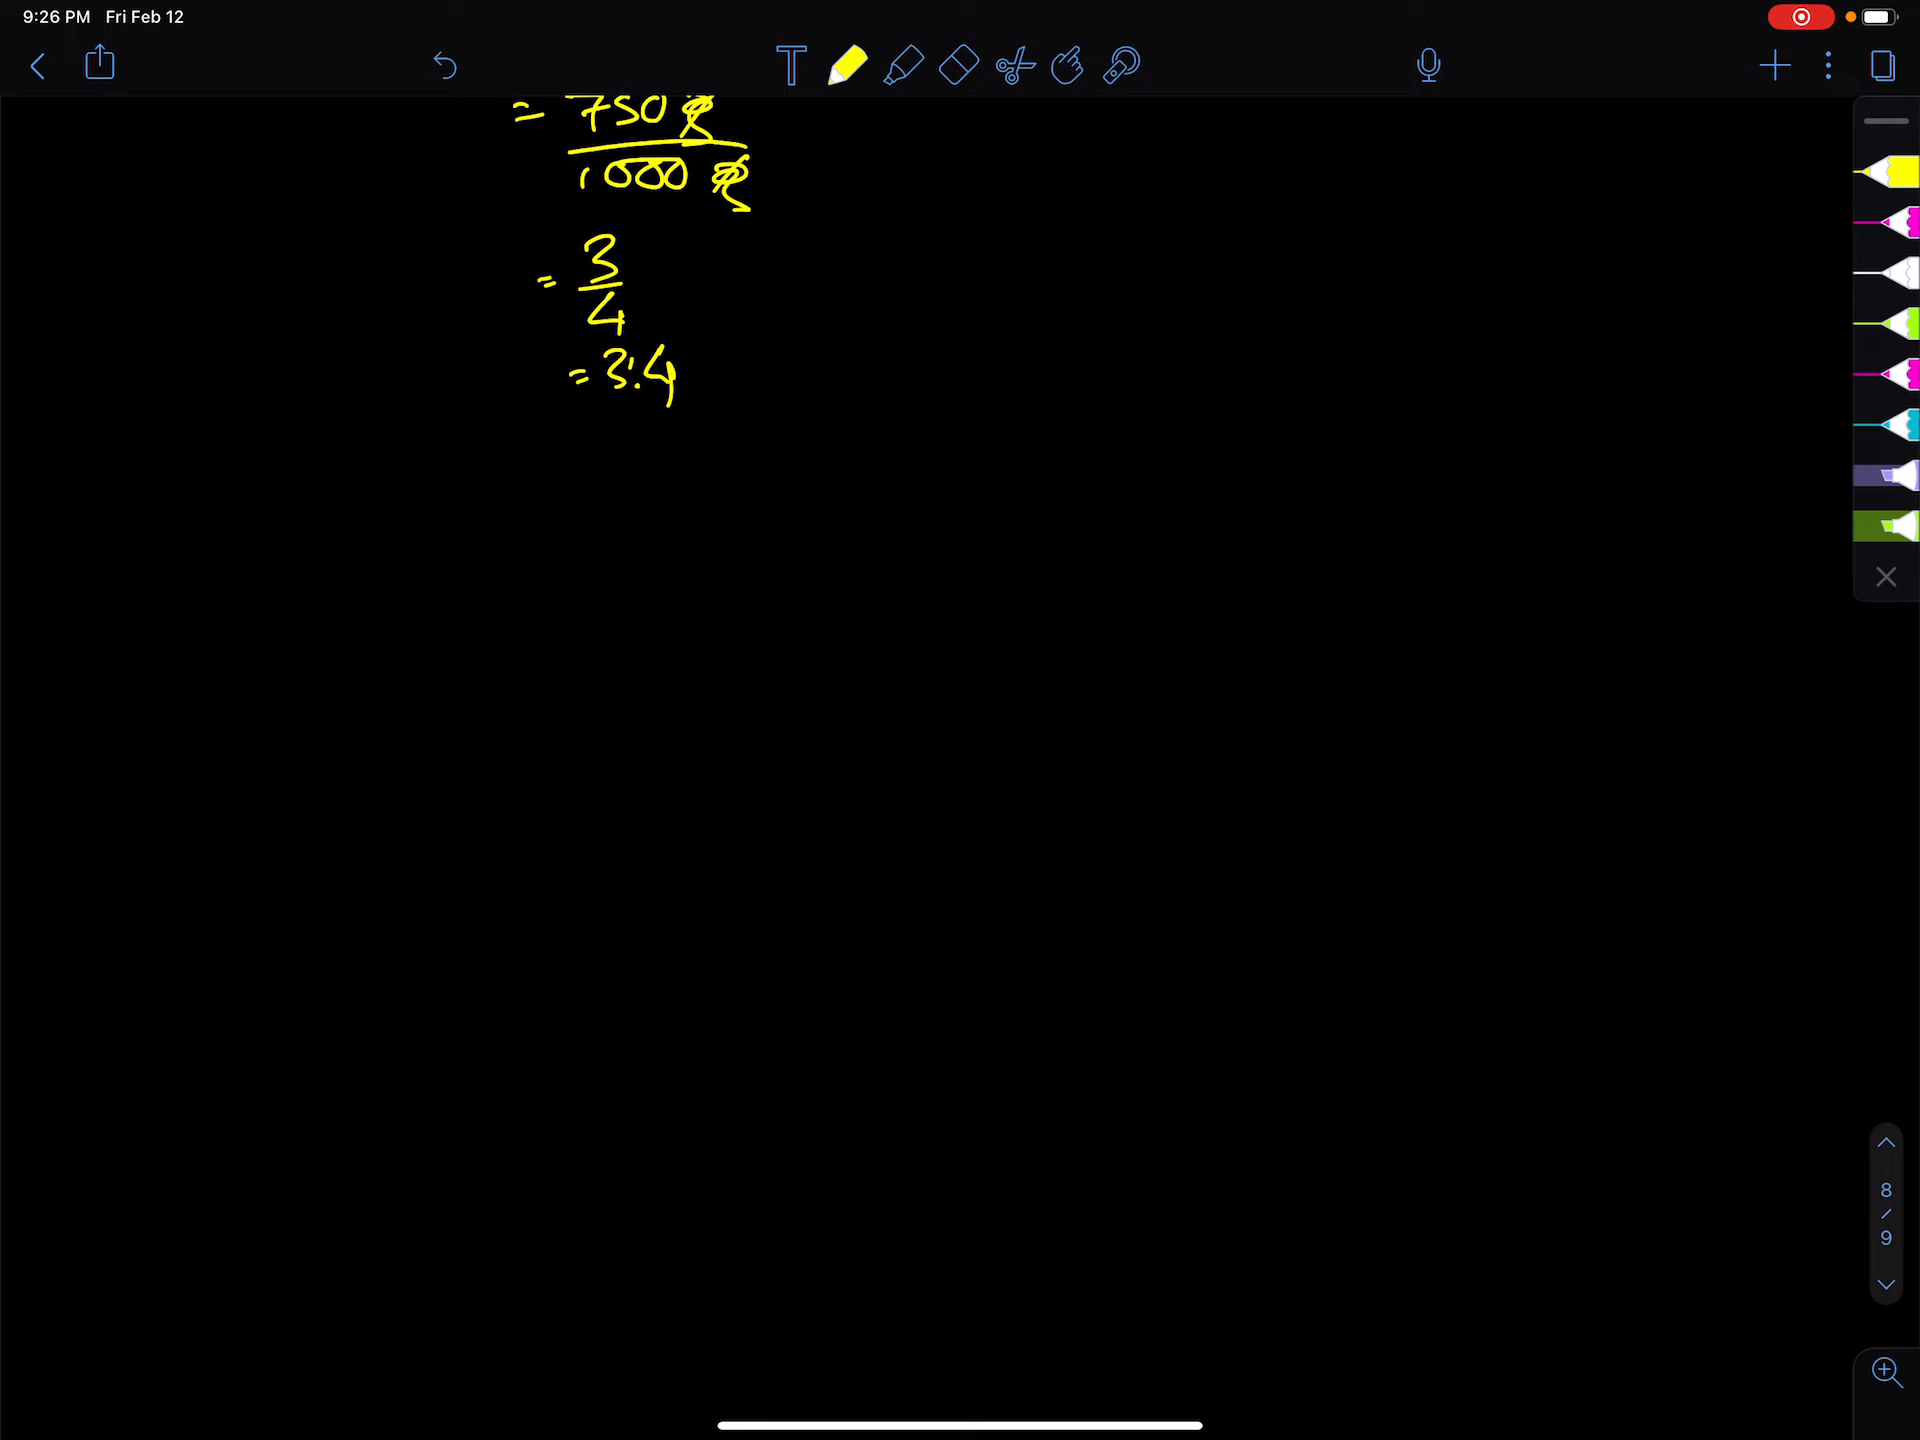 9:26 PM Fri Feb 12
T
= 750 g
1000 g
= 3
4
= 3:4
8
/
9